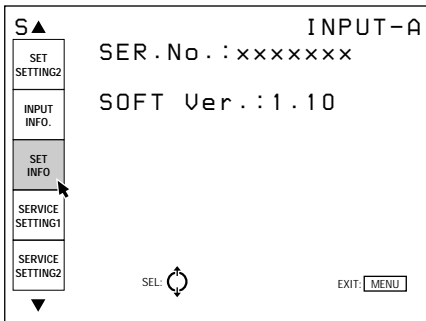 S▲
INPUT-A
SET
SETTING2
SER.No.:xxxxxxx
INPUT
INFO.
SOFT Ver.:1.10
SET
INFO
SERVICE
SETTING1
SERVICE
SETTING2
SEL:
EXIT: MENU
▼